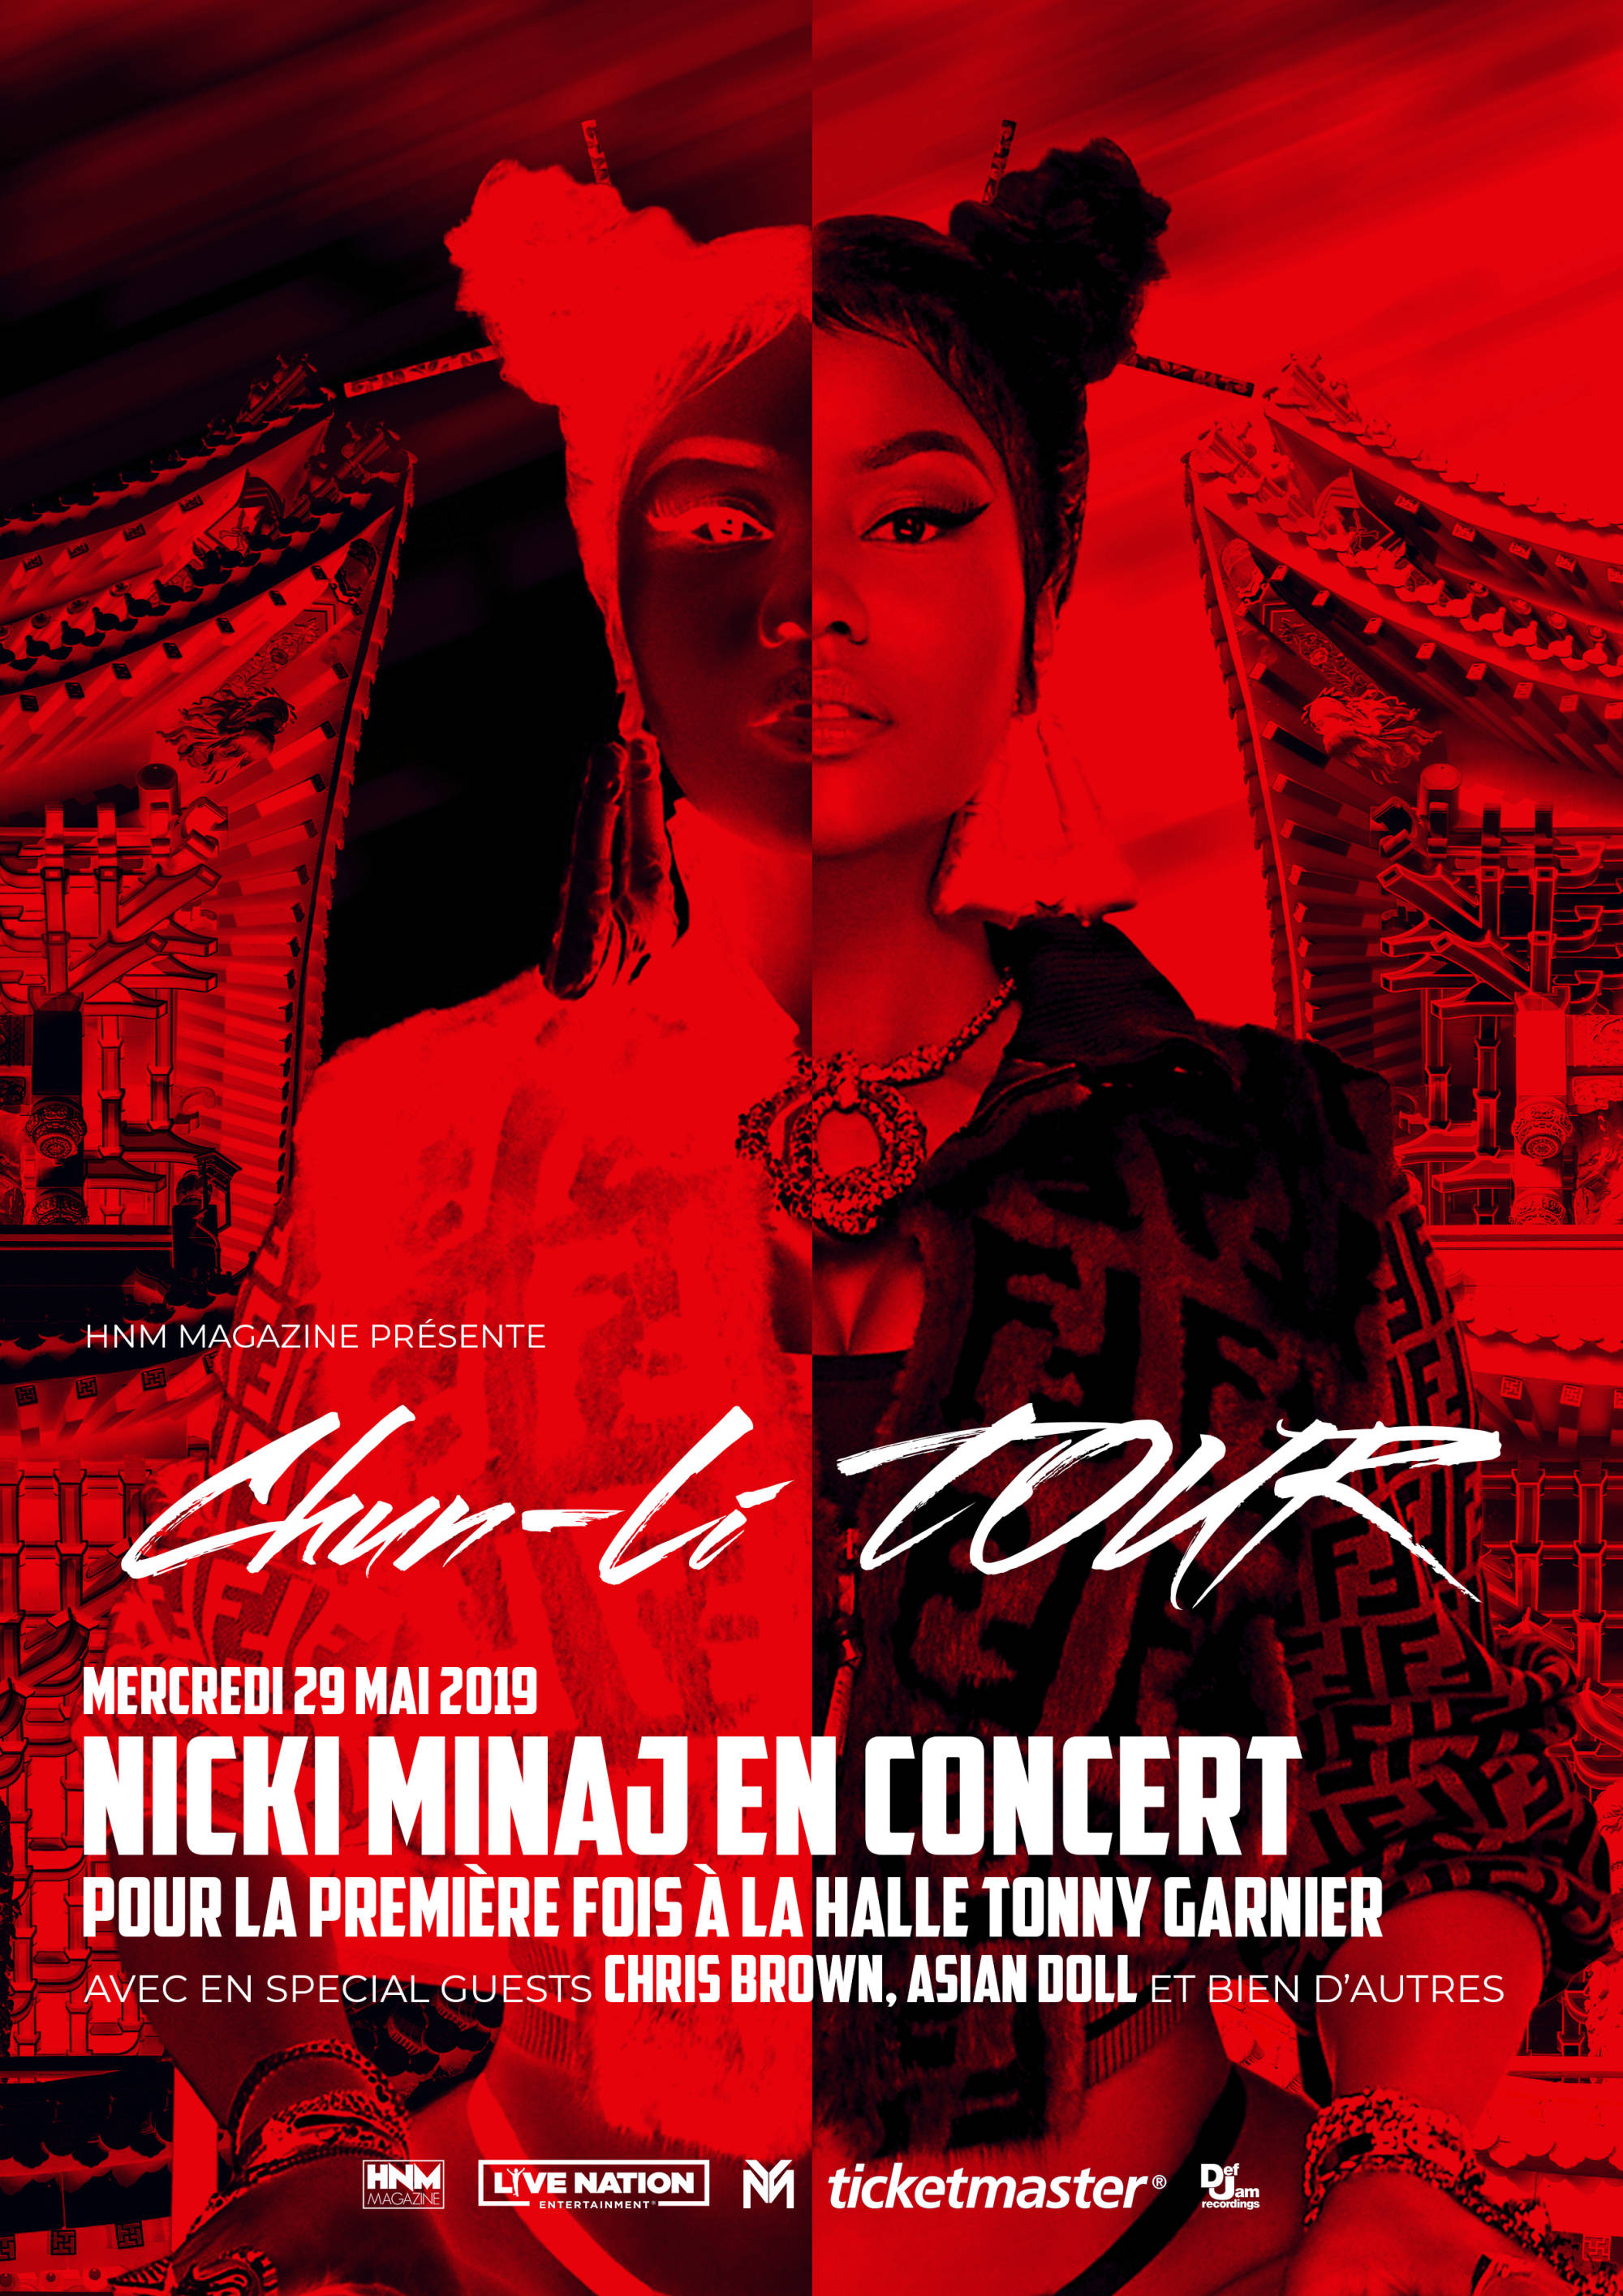 HNM MAGAZINE PRÉSENTE
Chun-Li TOUR
MERCREDI 29 MAI 2019
NICKI MINAJ EN CONCERT
POUR LA PREMIÈRE FOIS À LA HALLE TONNY GARNIER
AVEC EN SPECIAL GUESTS CHRIS BROWN, ASIAN DOLL ET BIEN D'AUTRES
HNM MAGAZINE
LIVE NATION ENTERTAINMENT®
YM
ticketmaster®
Def Jam recordings